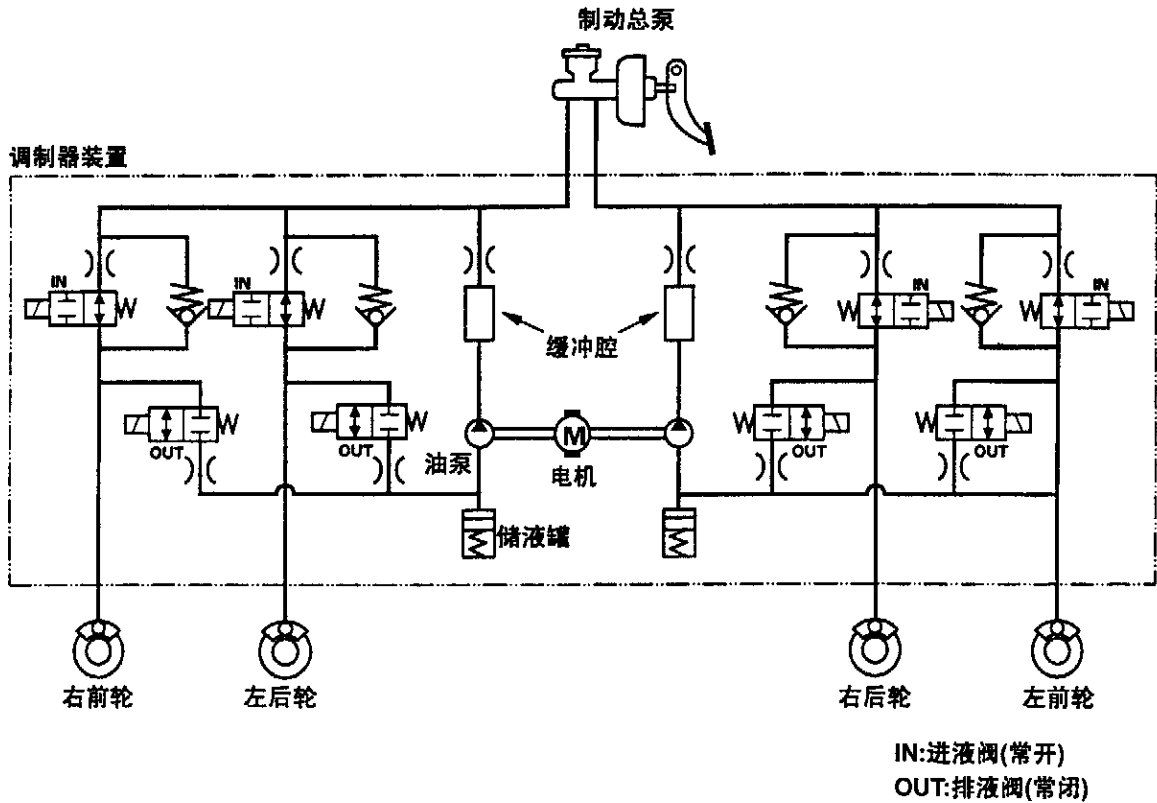 制动总泵
调制器装置
IN
IN
IN
IN
缓冲腔
OUT
OUT
油泵
M
电机
OUT
OUT
储液罐
右前轮
左后轮
右后轮
左前轮
IN:进液阀(常开)
OUT:排液阀(常闭)